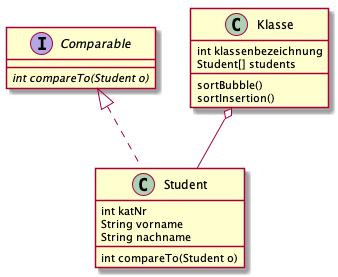 I Comparable
int compareTo(Student o)
C Klasse
int klassenbezeichnung
Student[] students
sortBubble()
sortInsertion()
C Student
int katNr
String vorname
String nachname
int compareTo(Student o)